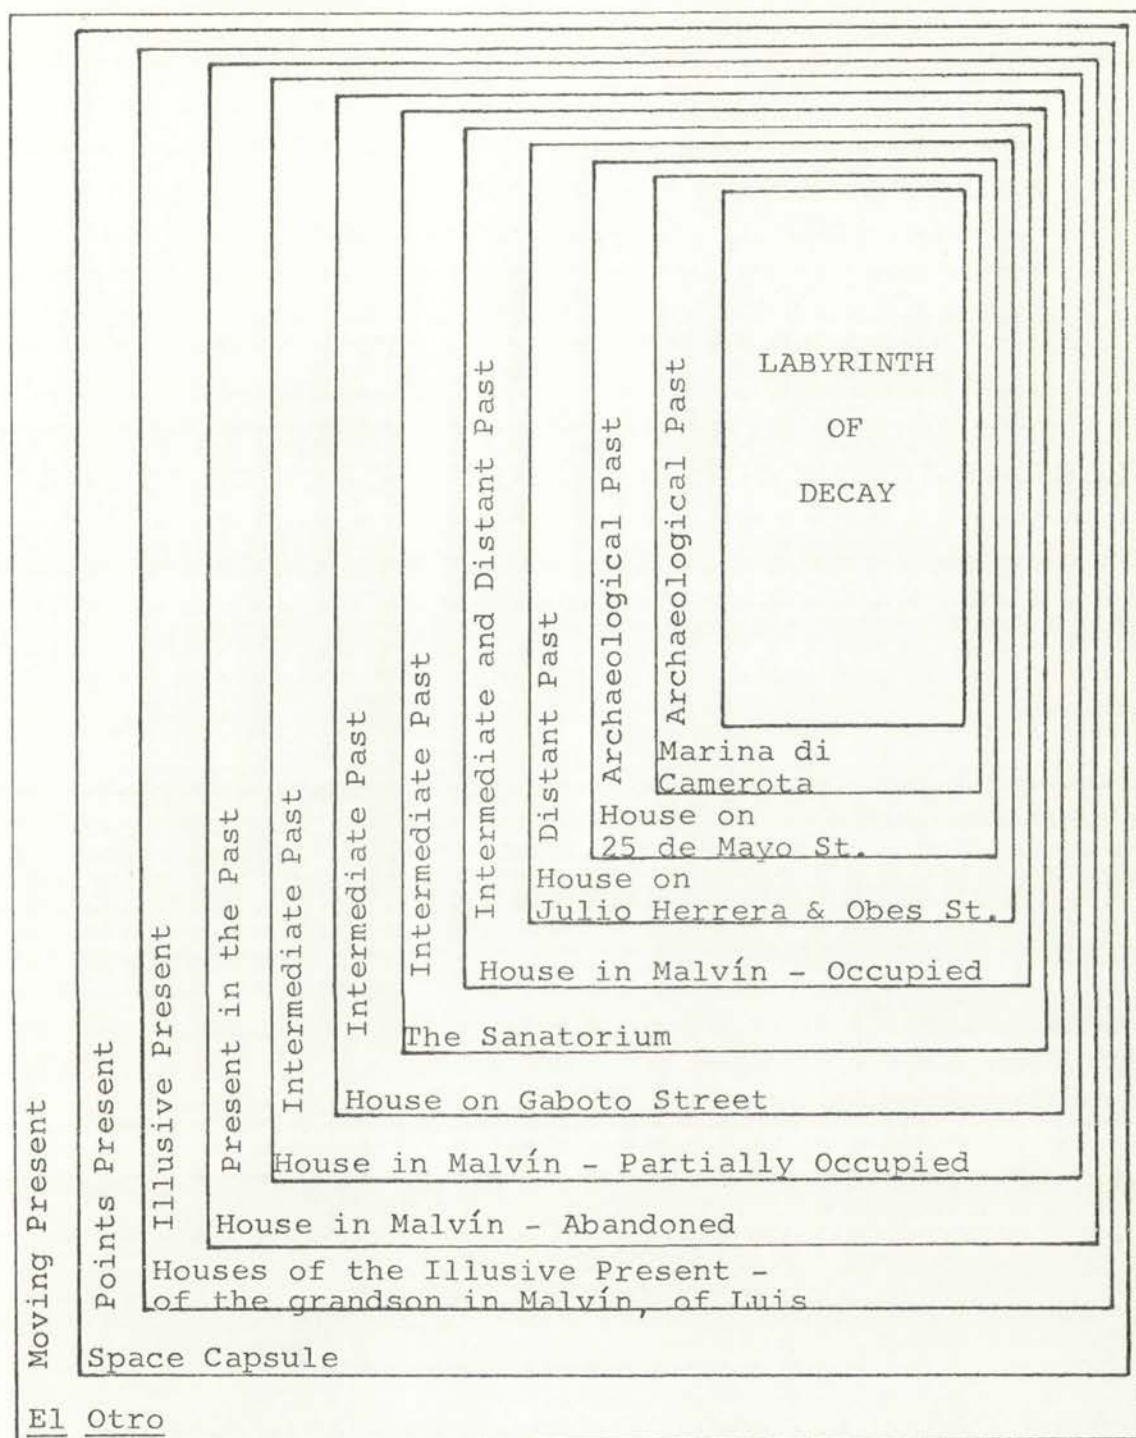 Moving Present
Points Present
Illusive Present
Present in the Past
Intermediate Past
Intermediate Past
Intermediate Past
Intermediate and Distant Past
Distant Past
Archaeological Past
Archaeological Past
LABYRINTH
OF
DECAY
Marina di
Camerota
House on
25 de Mayo St.
House on
Julio Herrera & Obes St.
House in Malvín - Occupied
The Sanatorium
House on Gaboto Street
House in Malvín - Partially Occupied
House in Malvín - Abandoned
Houses of the Illusive Present -
of the grandson in Malvín, of Luis
Space Capsule
El Otro